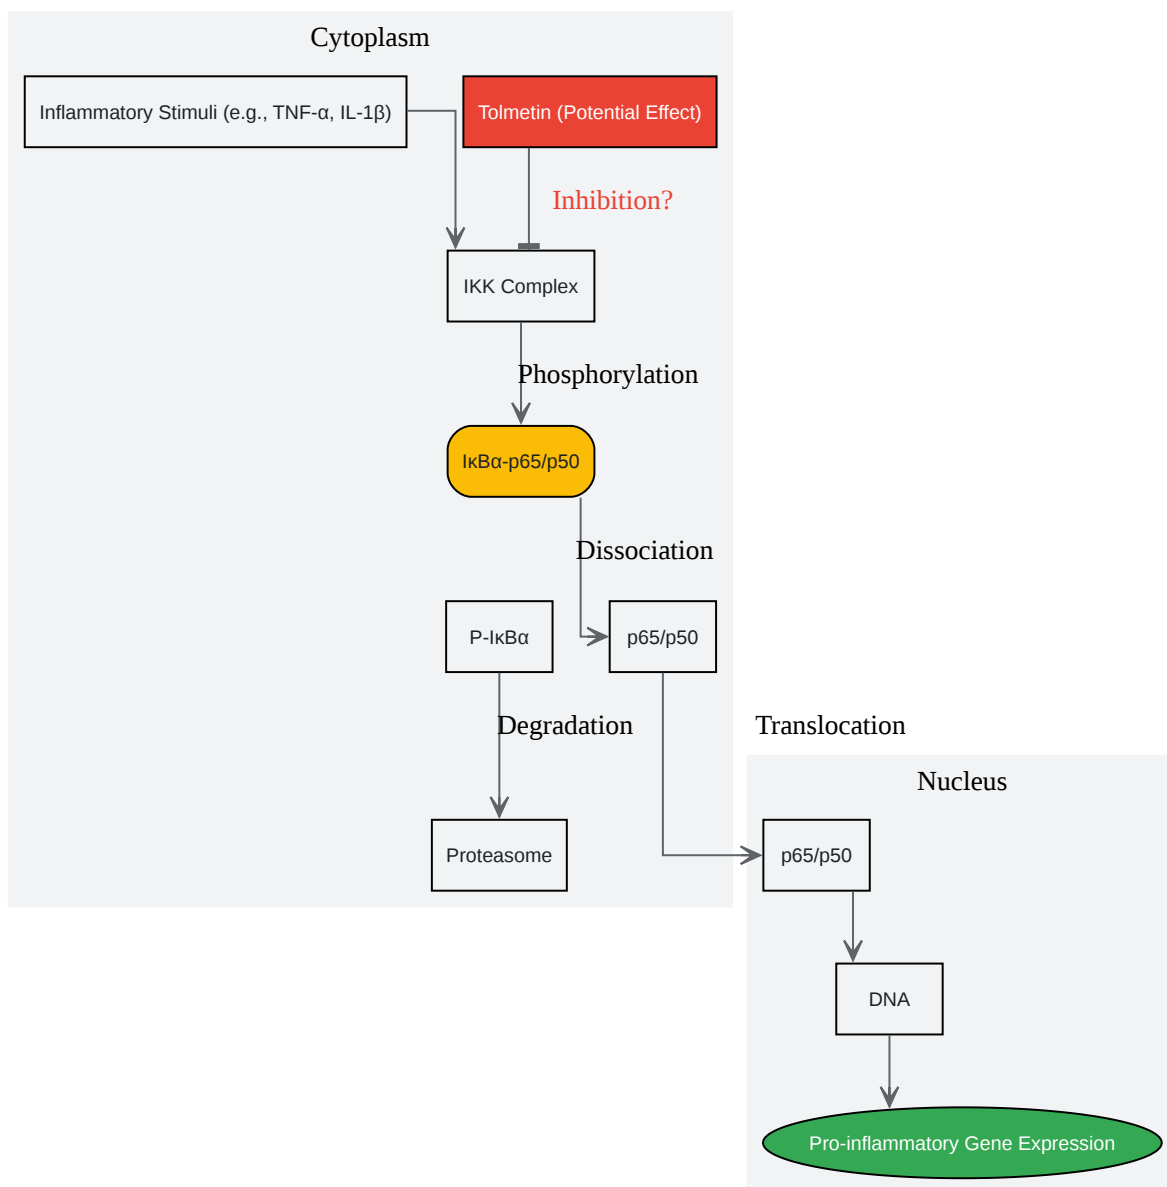 Cytoplasm
Inflammatory Stimuli (e.g., TNF-α, IL-1β)
Tolmetin (Potential Effect)
Inhibition?
IKK Complex
Phosphorylation
IκBα-p65/p50
Dissociation
P-IκBα
p65/p50
Degradation
Translocation
Nucleus
Proteasome
p65/p50
DNA
Pro-inflammatory Gene Expression